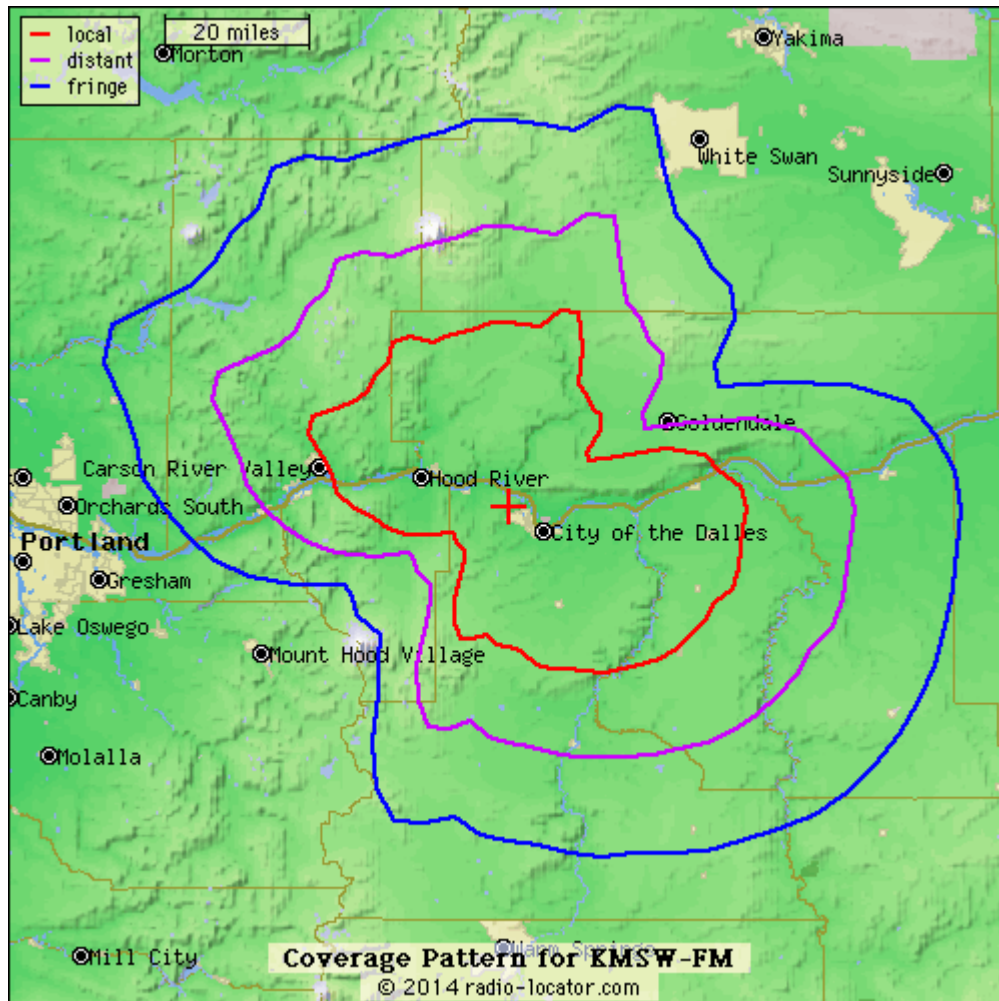 local
distant
fringe
20 miles
Morton
Yakima
White Swan
Sunnyside
Goldendale
Carson River Valley
Hood River
Orchards South
City of the Dalles
Portland
Gresham
Lake Oswego
Mount Hood Village
Canby
Molalla
Warm Springs
Mill City
Coverage Pattern for KMSW-FM
© 2014 radio-locator.com